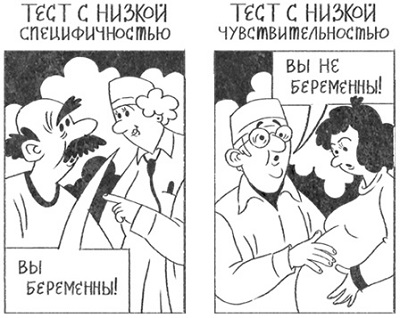 ТЕСТ С НИЗКОЙ
СПЕЦИФИЧНОСТЬЮ
ВЫ
БЕРЕМЕННЫ!
ТЕСТ С НИЗКОЙ
ЧУВСТВИТЕЛЬНОСТЬЮ
ВЫ НЕ
БЕРЕМЕННЫ!